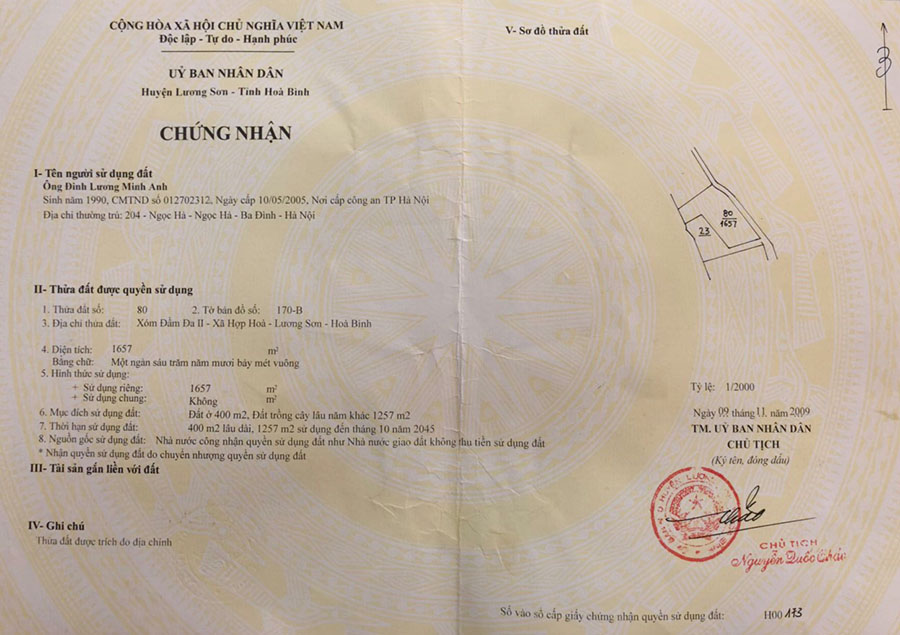 CỘNG HÒA XÃ HỘI CHỦ NGHĨA VIỆT NAM
Độc lập - Tự do - Hạnh phúc
UỶ BAN NHÂN DÂN
Huyện Lương Sơn - Tỉnh Hoà Bình
CHỨNG NHẬN
I- Tên người sử dụng đất
Ông Đinh Lương Minh Anh
Sinh năm 1990, CMTND số 012702312, Ngày cấp 10/05/2005, Nơi cấp công an TP Hà Nội
Địa chỉ thường trú: 204 - Ngọc Hà - Ngọc Hà - Ba Đình - Hà Nội
II- Thửa đất được quyền sử dụng
1. Thửa đất số: 80 2. Tờ bản đồ số: 170-B
3. Địa chỉ thửa đất: Xóm Đầm Đa II - Xã Hợp Hoà - Lương Sơn - Hoà Bình
4. Diện tích: 1657 m²
Bằng chữ: Một ngàn sáu trăm năm mươi bảy mét vuông
5. Hình thức sử dụng:
+ Sử dụng riêng: 1657 m²
+ Sử dụng chung: Không m²
6. Mục đích sử dụng đất: Đất ở 400 m2, Đất trồng cây lâu năm khác 1257 m2
7. Thời hạn sử dụng đất: 400 m2 lâu dài, 1257 m2 sử dụng đến tháng 10 năm 2045
8. Nguồn gốc sử dụng đất: Nhà nước công nhận quyền sử dụng đất như Nhà nước giao đất không thu tiền sử dụng đất
* Nhận quyền sử dụng đất do chuyển nhượng quyền sử dụng đất
III- Tài sản gắn liền với đất
IV- Ghi chú
Thửa đất được trích đo địa chính
V- Sơ đồ thửa đất
80
1657
23
Tỷ lệ: 1/2000
Ngày 09 tháng 11 năm 2009
TM. UỶ BAN NHÂN DÂN
CHỦ TỊCH
(Ký tên, đóng dấu)
CHỦ TỊCH
Nguyễn Quốc Chảo
Số vào sổ cấp giấy chứng nhận quyền sử dụng đất: H00 173